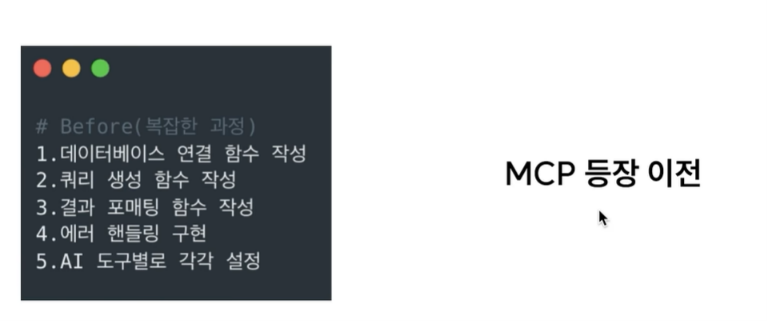 # Before(복잡한 과정)
1.데이터베이스 연결 함수 작성
2.쿼리 생성 함수 작성
3.결과 포매팅 함수 작성
4.에러 핸들링 구현
5.AI 도구별로 각각 설정
MCP 등장 이전